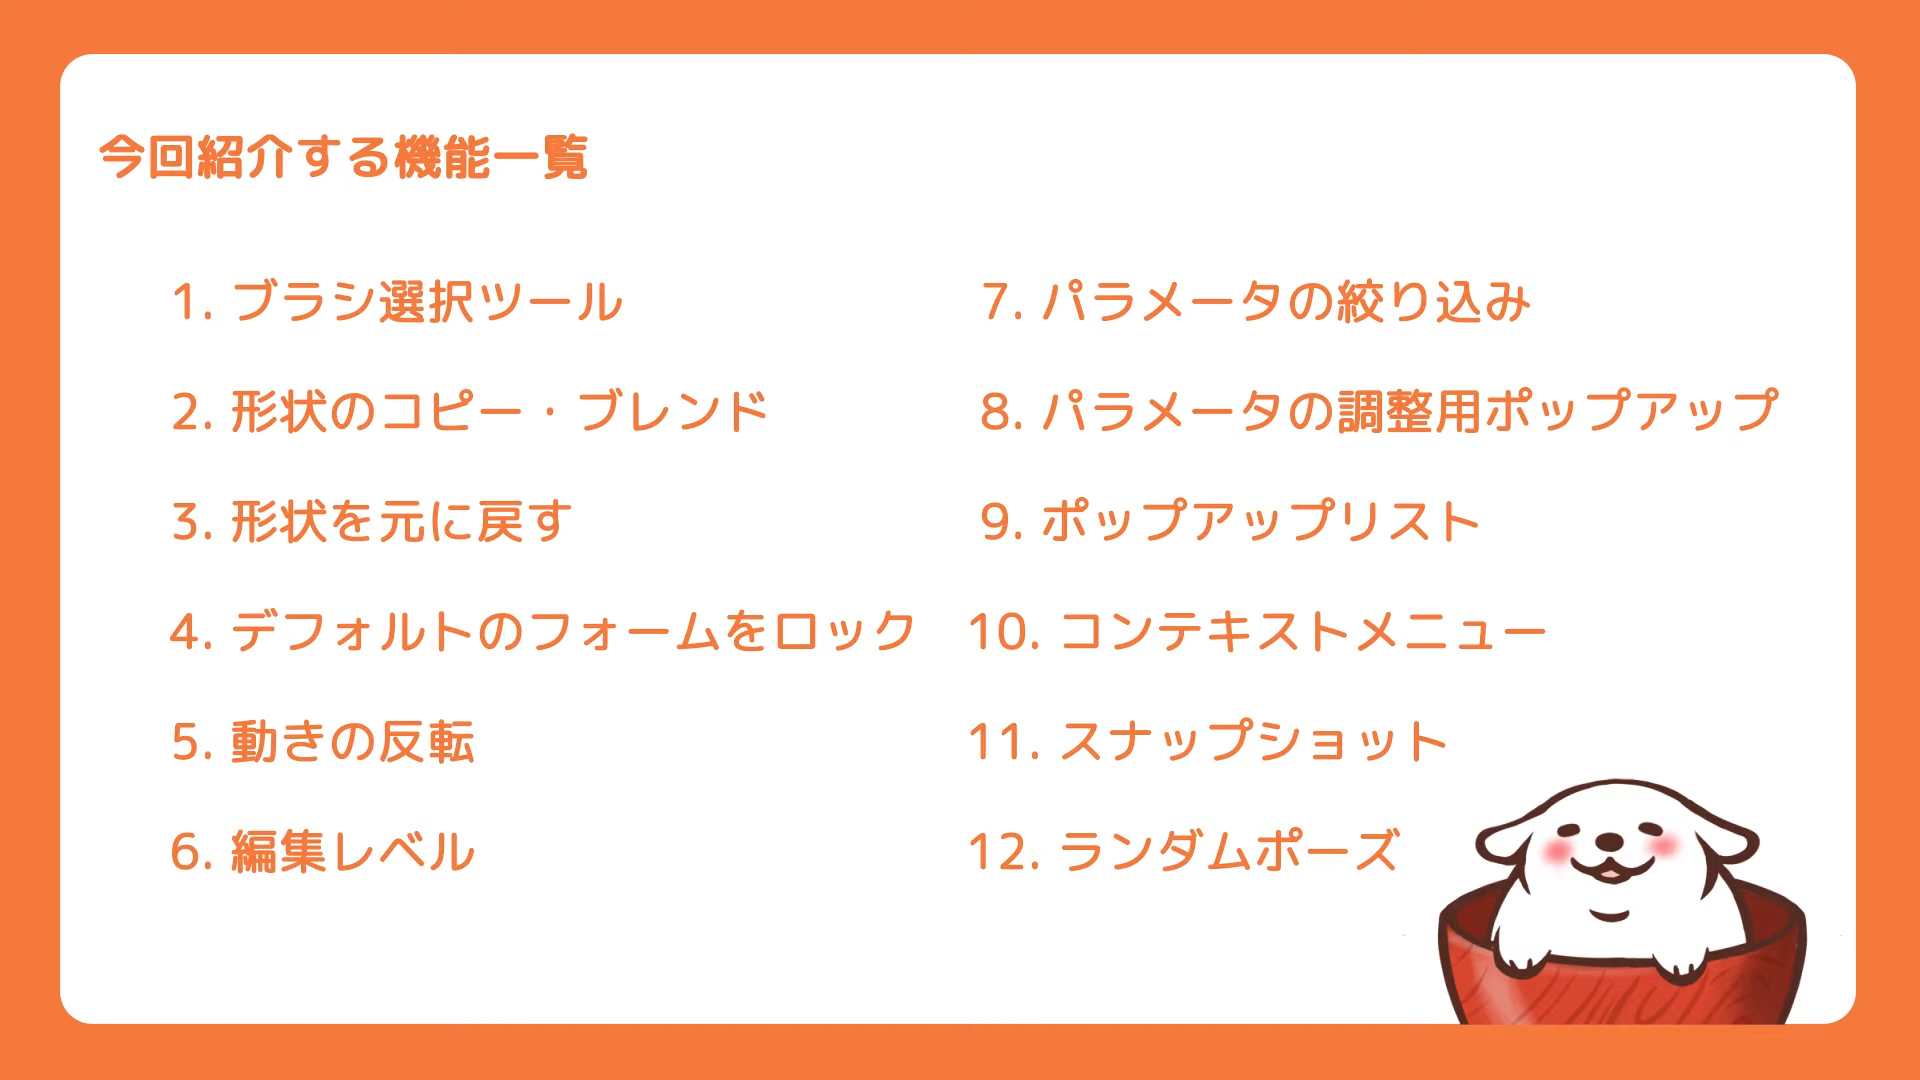 今回紹介する機能一覧
1. ブラシ選択ツール
2. 形状のコピー・ブレンド
3. 形状を元に戻す
4. デフォルトのフォームをロック
5. 動きの反転
6. 編集レベル
7. パラメータの絞り込み
8. パラメータの調整用ポップアップ
9. ポップアップリスト
10. コンテキストメニュー
11. スナップショット
12. ランダムポーズ